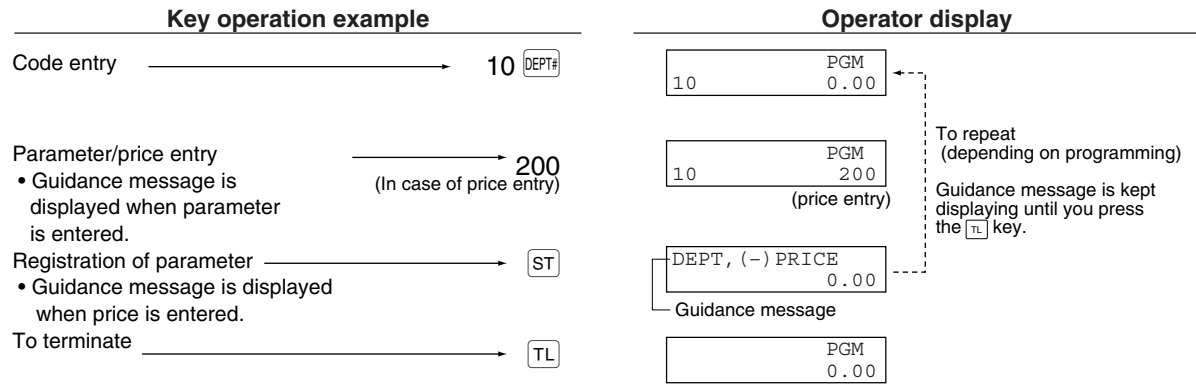 Key operation example
Operator display
Code entry
10 DEPT#
PGM
10 0.00
Parameter/price entry
200
(In case of price entry)
• Guidance message is
displayed when parameter
is entered.
PGM
10 200
(price entry)
To repeat
(depending on programming)
Guidance message is kept
displaying until you press
the TL key.
Registration of parameter
ST
• Guidance message is displayed
when price is entered.
DEPT,(-)PRICE
0.00
Guidance message
To terminate
TL
PGM
0.00